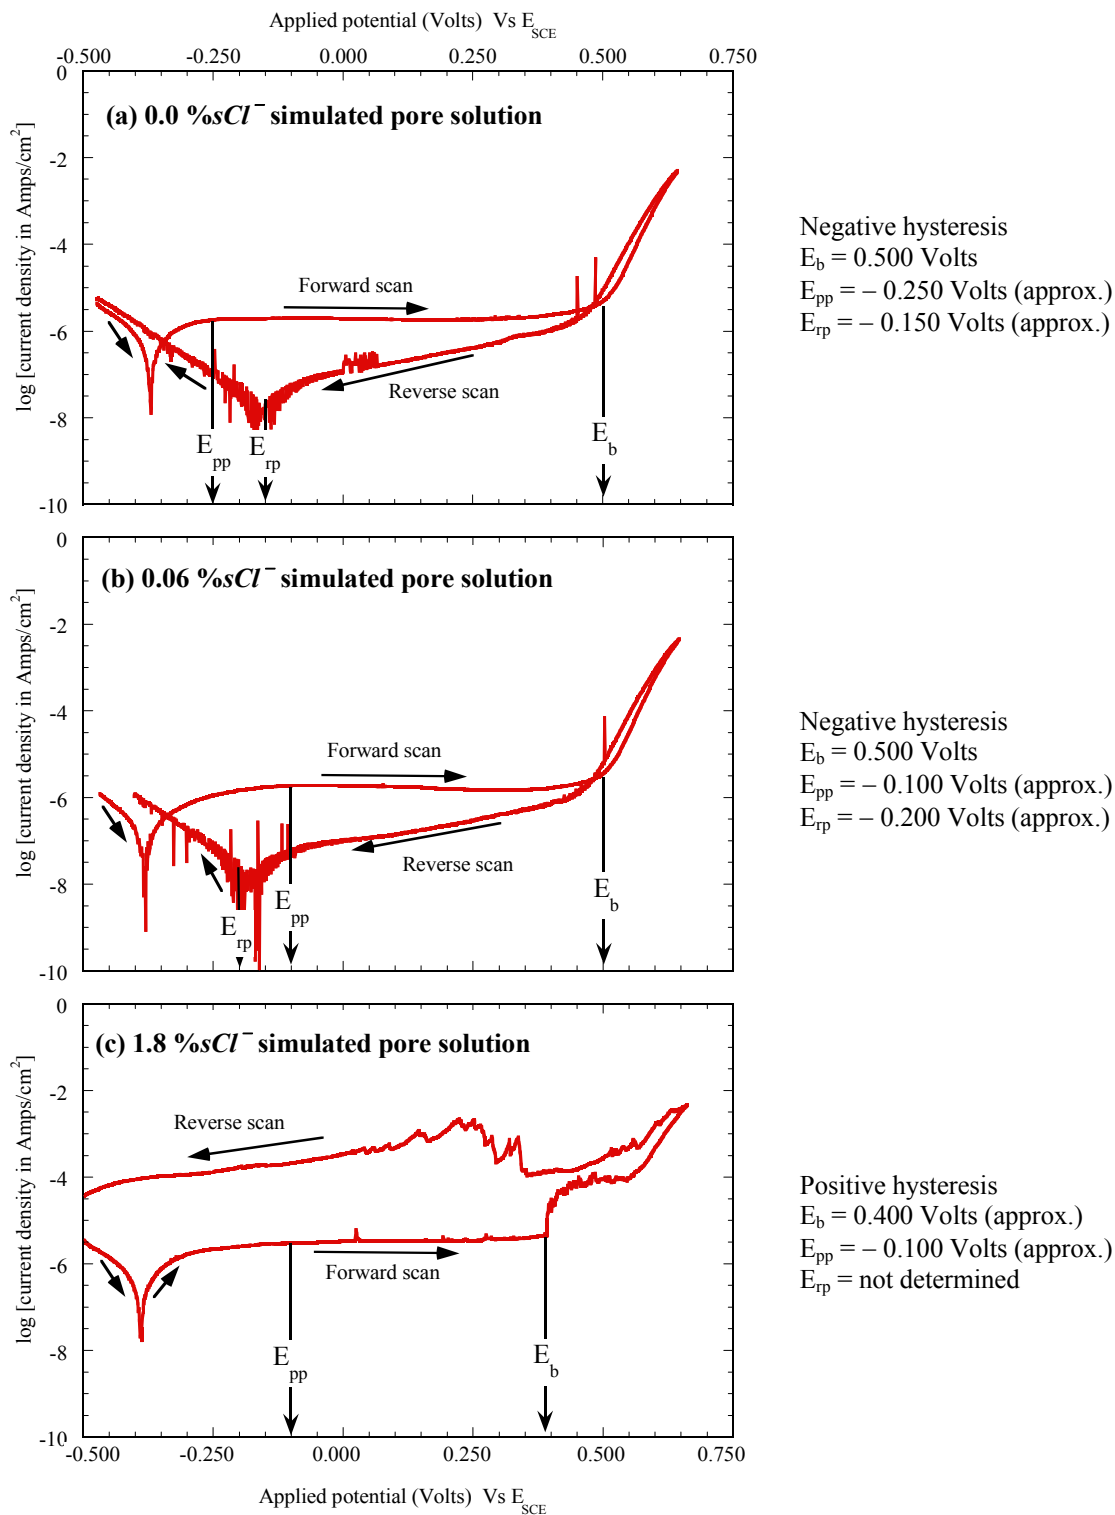 Applied potential (Volts) Vs E_SCE
-0.500 -0.250 0.000 0.250 0.500 0.750
0
-2
-4
-6
-8
-10
log [current density in Amps/cm²]
(a) 0.0 %sCl⁻ simulated pore solution
Forward scan
Reverse scan
E_pp
E_rp
E_b
Negative hysteresis
E_b = 0.500 Volts
E_pp = – 0.250 Volts (approx.)
E_rp = – 0.150 Volts (approx.)
0
-2
-4
-6
-8
-10
log [current density in Amps/cm²]
(b) 0.06 %sCl⁻ simulated pore solution
Forward scan
Reverse scan
E_rp
E_pp
E_b
Negative hysteresis
E_b = 0.500 Volts
E_pp = – 0.100 Volts (approx.)
E_rp = – 0.200 Volts (approx.)
0
-2
-4
-6
-8
-10
log [current density in Amps/cm²]
(c) 1.8 %sCl⁻ simulated pore solution
Reverse scan
Forward scan
E_pp
E_b
Positive hysteresis
E_b = 0.400 Volts (approx.)
E_pp = – 0.100 Volts (approx.)
E_rp = not determined
-0.500 -0.250 0.000 0.250 0.500 0.750
Applied potential (Volts) Vs E_SCE